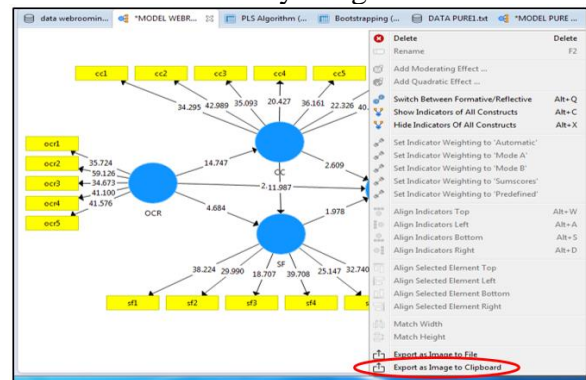 data webroomin... *MODEL WEBR... PLS Algorithm (... Bootstrapping (... DATA PURE1.txt *MODEL PURE ...
Delete Delete
Rename F2
Add Moderating Effect ...
Add Quadratic Effect ...
Switch Between Formative/Reflective Alt+Q
Show Indicators of All Constructs Alt+C
Hide Indicators Of All Constructs Alt+X
Set Indicator Weighting to 'Automatic'
Set Indicator Weighting to 'Mode A'
Set Indicator Weighting to 'Mode B'
Set Indicator Weighting to 'Sumscores'
Set Indicator Weighting to 'Predefined'
Align Indicators Top Alt+W
Align Indicators Left Alt+A
Align Indicators Bottom Alt+S
Align Indicators Right Alt+D
Align Selected Element Top
Align Selected Element Left
Align Selected Element Bottom
Align Selected Element Right
Match Width
Match Height
Export as Image to File
Export as Image to Clipboard
cc1 cc2 cc3 cc4 cc5
34.295 42.989 35.093 20.427 36.161 22.326 40.
ocr1
ocr2
ocr3
ocr4
ocr5
35.724
59.126
34.673
41.100
41.576
OCR
14.747
CC
2.609
2. 11.987
4.684
1.978
SF
38.224 29.990 18.707 39.708 25.147 32.740
sf1 sf2 sf3 sf4